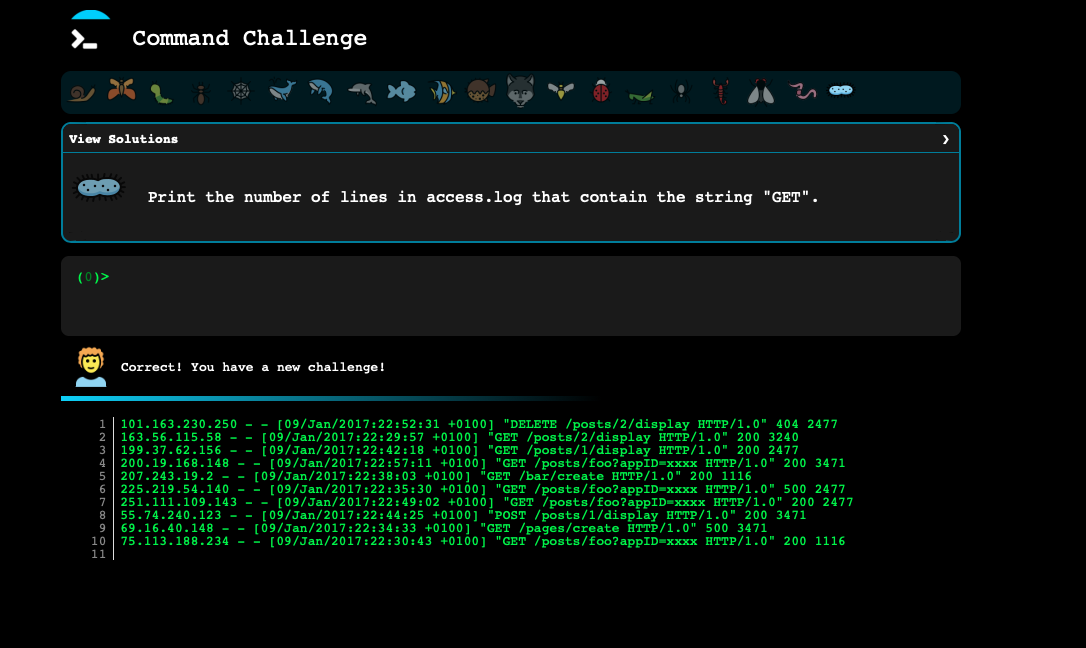 Command Challenge
View Solutions ❯
Print the number of lines in access.log that contain the string "GET".
(0)>
Correct! You have a new challenge!
1 101.163.230.250 - - [09/Jan/2017:22:52:31 +0100] "DELETE /posts/2/display HTTP/1.0" 404 2477
2 163.56.115.58 - - [09/Jan/2017:22:29:57 +0100] "GET /posts/2/display HTTP/1.0" 200 3240
3 199.37.62.156 - - [09/Jan/2017:22:42:18 +0100] "GET /posts/1/display HTTP/1.0" 200 2477
4 200.19.168.148 - - [09/Jan/2017:22:57:11 +0100] "GET /posts/foo?appID=xxxx HTTP/1.0" 200 3471
5 207.243.19.2 - - [09/Jan/2017:22:38:03 +0100] "GET /bar/create HTTP/1.0" 200 1116
6 225.219.54.140 - - [09/Jan/2017:22:35:30 +0100] "GET /posts/foo?appID=xxxx HTTP/1.0" 500 2477
7 251.111.109.143 - - [09/Jan/2017:22:49:02 +0100] "GET /posts/foo?appID=xxxx HTTP/1.0" 200 2477
8 55.74.240.123 - - [09/Jan/2017:22:44:25 +0100] "POST /posts/1/display HTTP/1.0" 200 3471
9 69.16.40.148 - - [09/Jan/2017:22:34:33 +0100] "GET /pages/create HTTP/1.0" 500 3471
10 75.113.188.234 - - [09/Jan/2017:22:30:43 +0100] "GET /posts/foo?appID=xxxx HTTP/1.0" 200 1116
11